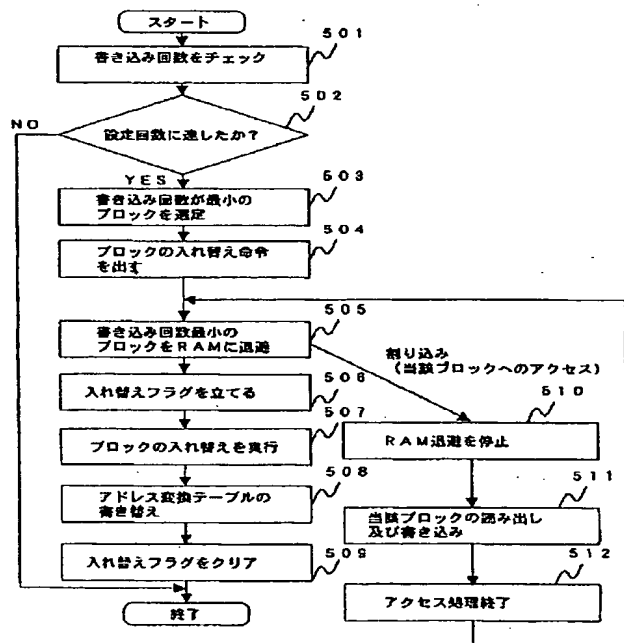 スタート
501
書き込み回数をチェック
502
NO
設定回数に達したか?
YES
503
書き込み回数が最小の
ブロックを選定
504
ブロックの入れ替え命令
を出す
505
書き込み回数最小の
ブロックをRAMに退避
割り込み
(当該ブロックへのアクセス)
506
入れ替えフラグを立てる
507
ブロックの入れ替えを実行
508
アドレス変換テーブルの
書き替え
509
入れ替えフラグをクリア
終了
510
RAM退避を停止
511
当該ブロックの読み出し
及び書き込み
512
アクセス処理終了